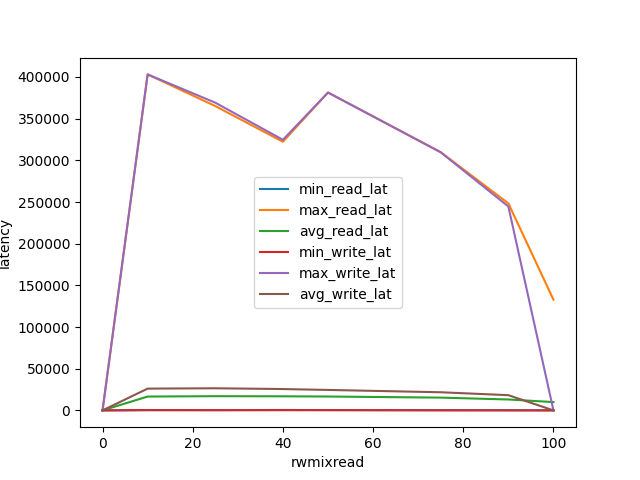 400000
350000
300000
250000
200000
150000
100000
50000
0
latency
min_read_lat
max_read_lat
avg_read_lat
min_write_lat
max_write_lat
avg_write_lat
0 20 40 60 80 100
rwmixread